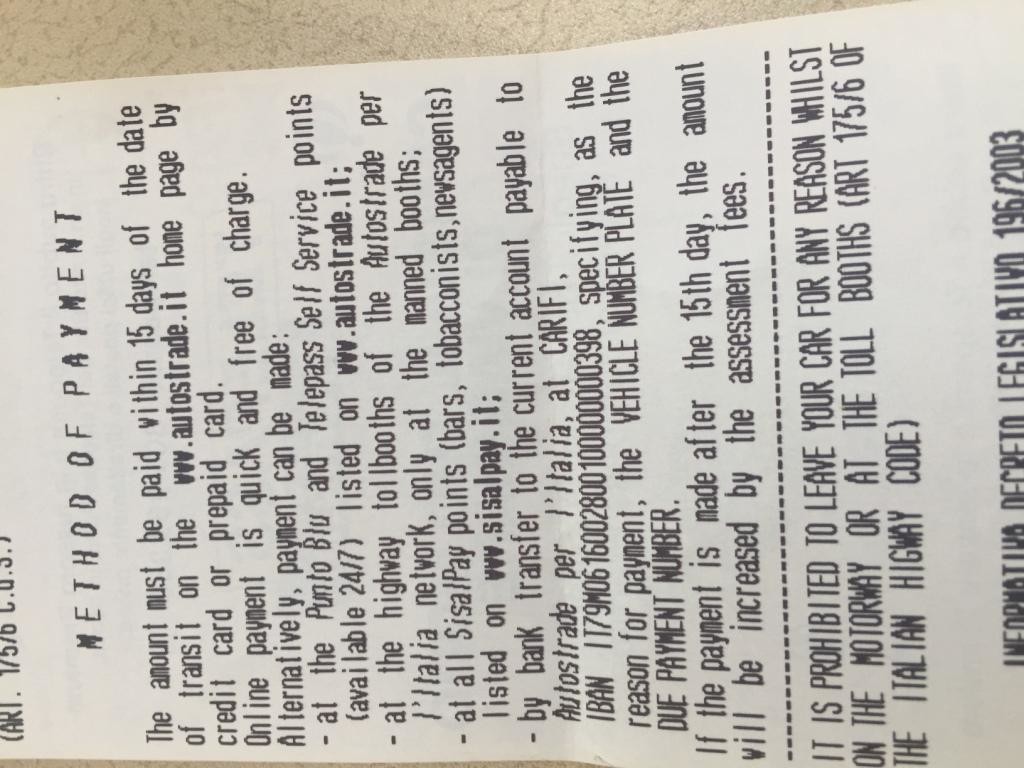 (ART. 175/6 C.d.S.)
METHOD OF PAYMENT
The amount must be paid within 15 days of the date
of transit on the www.autostrade.it home page by
credit card or prepaid card.
Online payment is quick and free of charge.
Alternatively, payment can be made:
- at the Punto Blu and Telepass Self Service points
(available 24/7) listed on www.autostrade.it;
- at the highway tollbooths of the Autostrade per
l'Italia network, only at the manned booths;
- at all SisalPay points (bars, tobacconists,newsagents)
listed on www.sisalpay.it;
- by bank transfer to the current account payable to
Autostrade per l'Italia, at CARIFI,
IBAN IT79M0616002800100000000398, specifying, as the
reason for payment, the VEHICLE NUMBER PLATE and the
DUE PAYMENT NUMBER.
If the payment is made after the 15th day, the amount
will be increased by the assessment fees.
IT IS PROHIBITED TO LEAVE YOUR CAR FOR ANY REASON WHILST
ON THE MOTORWAY OR AT THE TOLL BOOTHS (ART 175/6 OF
THE ITALIAN HIGWAY CODE)
INFORMATIVA DECRETO LEGISLATIVO 196/2003